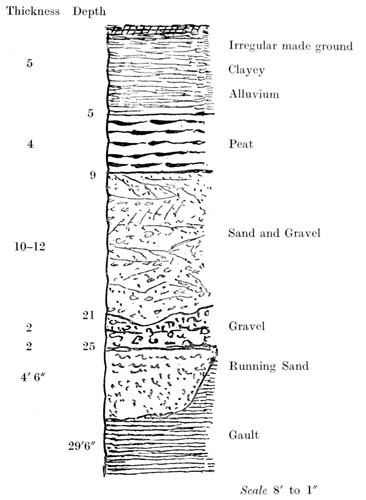 Thickness Depth
Irregular made ground
5
Clayey
Alluvium
5
4 Peat
9
10–12 Sand and Gravel
21
2 Gravel
2 25
Running Sand
4′ 6″
Gault
29′6″
Scale 8′ to 1″